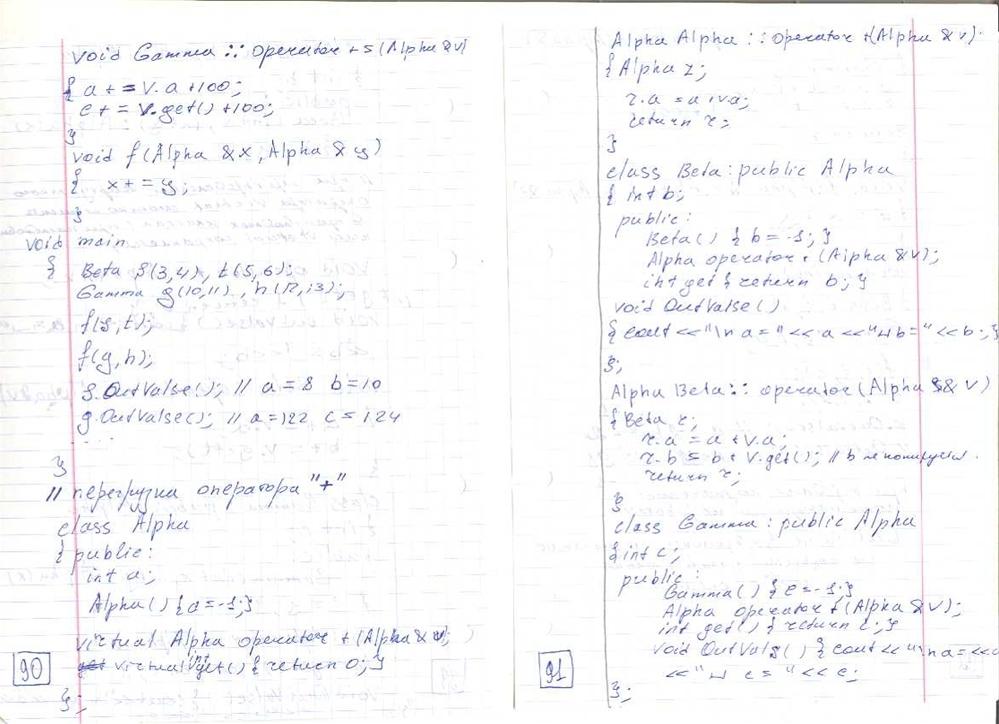 void Gamma :: operator += (Alpha &v)
{ a += v.a +100;
c+ = v.get() +100;
}
void f(Alpha &x, Alpha &y)
{ x+ = y;
}
void main
{ Beta s(3,4), t(5,6);
Gamma g(10,11), h(12,13);
f(s,t);
f(g,h);
s.OutValse(); // a = 8 b = 10
g.OutValse(); // a = 122 c = 124
....
}
// перегрузка оператора "+"
class Alpha
{ public:
int a;
Alpha() {a = -1;}
virtual Alpha operator + (Alpha & v);
virtual int get() { return 0; }
};
90
Alpha Alpha :: operator +(Alpha &v)
{ Alpha z;
r.a = a+v.a;
return r;
}
class Beta: public Alpha
{ int b;
public:
Beta() { b = -1; }
Alpha operator + (Alpha &v);
int get { return b; }
void OutValse()
{ cout << "\n a = " << a << "␣ b = " << b ; }
};
Alpha Beta :: operator (Alpha & v)
{ Beta r;
r.a = a + v.a;
r.b = b + v.get(); // b не копируется.
return r;
}
class Gamma : public Alpha
{ int c;
public:
Gamma() { c = -1; }
Alpha operator + (Alpha & v);
int get() { return c; }
void OutValse() { cout << "\n a = " <<
<< "␣ c = " << c;
};
91